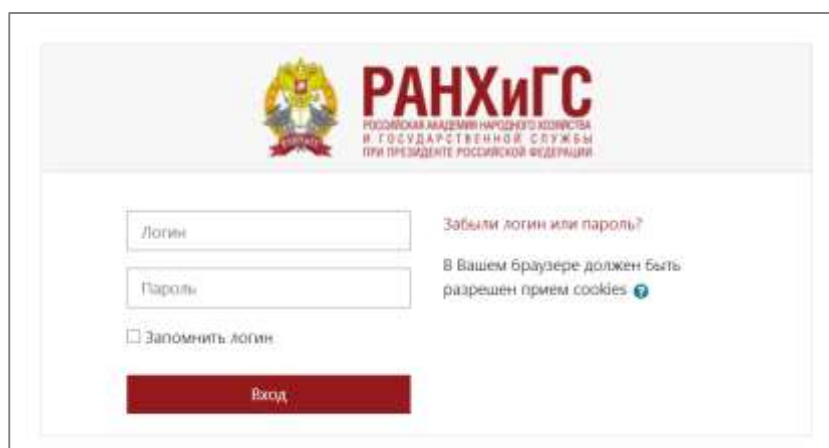 РАНХиГС
РОССИЙСКАЯ АКАДЕМИЯ НАРОДНОГО ХОЗЯЙСТВА
И ГОСУДАРСТВЕННОЙ СЛУЖБЫ
ПРИ ПРЕЗИДЕНТЕ РОССИЙСКОЙ ФЕДЕРАЦИИ
Логин
Забыли логин или пароль?
Пароль
В Вашем браузере должен быть
разрешен прием cookies ?
Запомнить логин
Вход